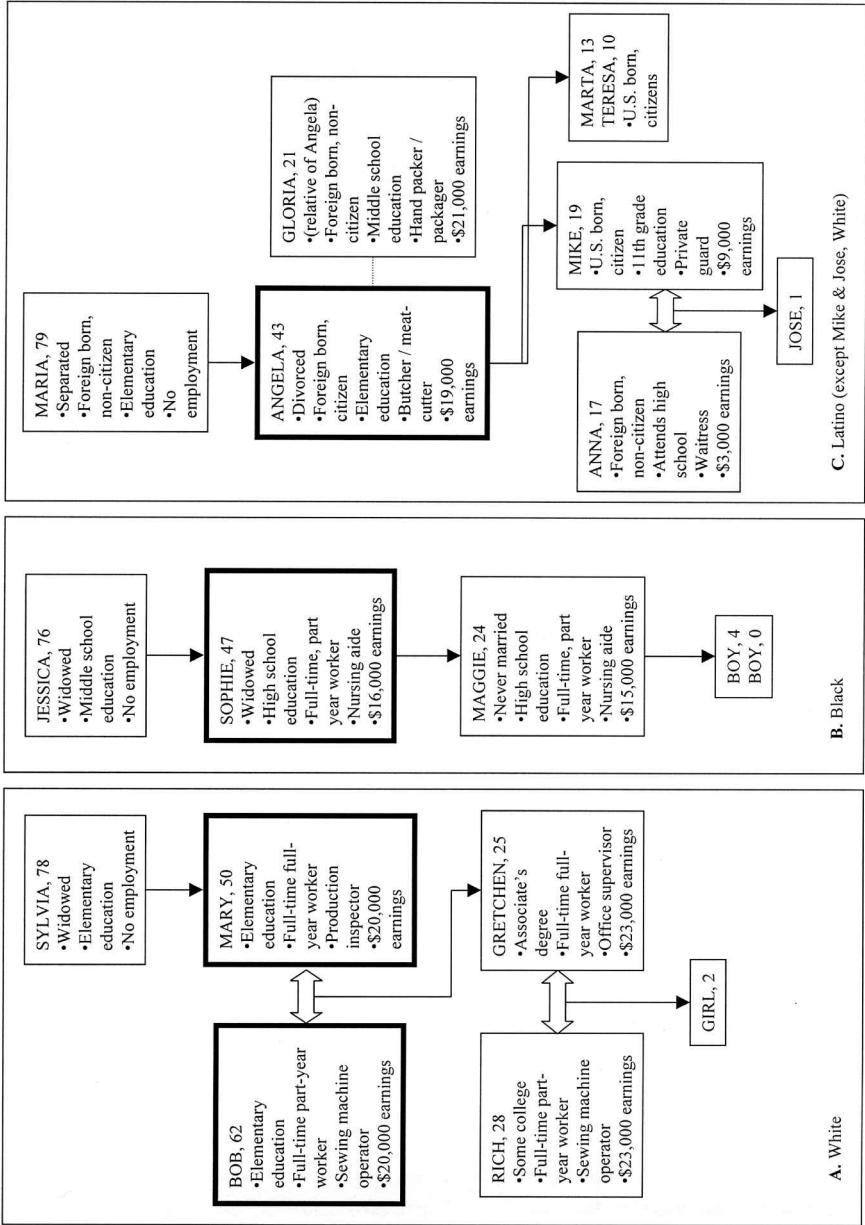 SYLVIA, 78
•Widowed
•Elementary
education
•No employment
BOB, 62
•Elementary
education
•Full-time part-year
worker
•Sewing machine
operator
•$20,000 earnings
MARY, 50
•Elementary
education
•Full-time full-
year worker
•Production
inspector
•$20,000
earnings
RICH, 28
•Some college
•Full-time part-
year worker
•Sewing machine
operator
•$23,000 earnings
GRETCHEN, 25
•Associate's
degree
•Full-time full-
year worker
•Office supervisor
•$23,000 earnings
GIRL, 2
A. White
JESSICA, 76
•Widowed
•Middle school
education
•No employment
SOPHIE, 47
•Widowed
•High school
education
•Full-time, part
year worker
•Nursing aide
•$16,000 earnings
MAGGIE, 24
•Never married
•High school
education
•Full-time, part
year worker
•Nursing aide
•$15,000 earnings
BOY, 4
BOY, 0
B. Black
MARIA, 79
•Separated
•Foreign born,
non-citizen
•Elementary
education
•No
employment
ANGELA, 43
•Divorced
•Foreign born,
citizen
•Elementary
education
•Butcher / meat-
cutter
•$19,000
earnings
GLORIA, 21
•(relative of Angela)
•Foreign born, non-
citizen
•Middle school
education
•Hand packer /
packager
•$21,000 earnings
ANNA, 17
•Foreign born,
non-citizen
•Attends high
school
•Waitress
•$3,000 earnings
MIKE, 19
•U.S. born,
citizen
•11th grade
education
•Private
guard
•$9,000
earnings
MARTA, 13
TERESA, 10
•U.S. born,
citizens
JOSE, 1
C. Latino (except Mike & Jose, White)